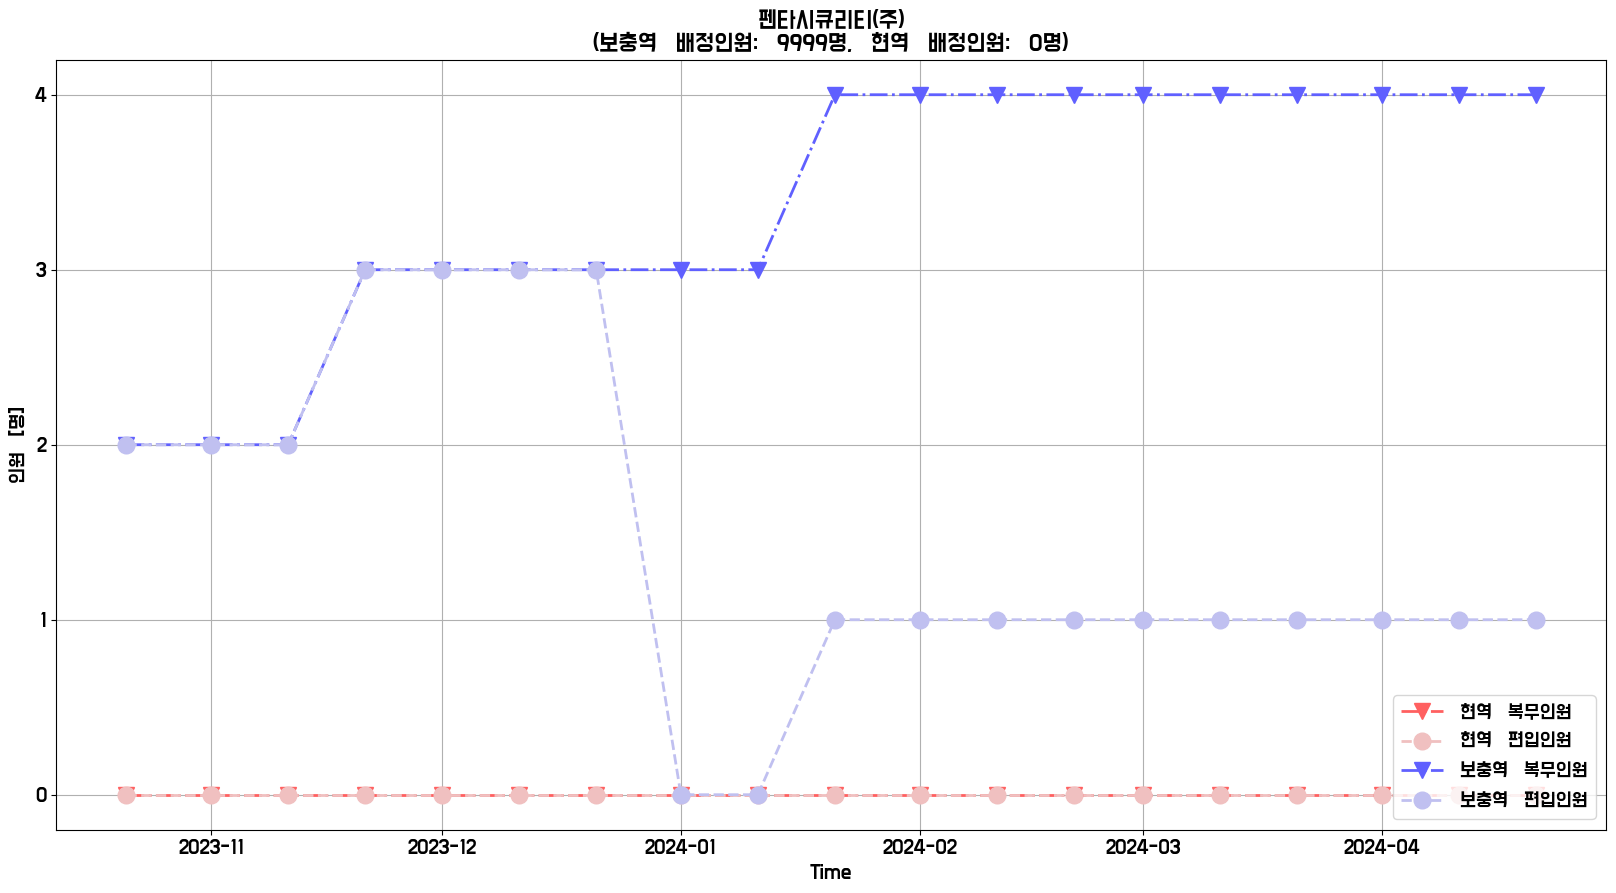 펜타시큐리티(주)
(보충역 배정인원: 9999명, 현역 배정인원: 0명)
인원 [명]
4
3
2
1
0
2023-11
2023-12
2024-01
2024-02
2024-03
2024-04
Time
현역 복무인원
현역 편입인원
보충역 복무인원
보충역 편입인원